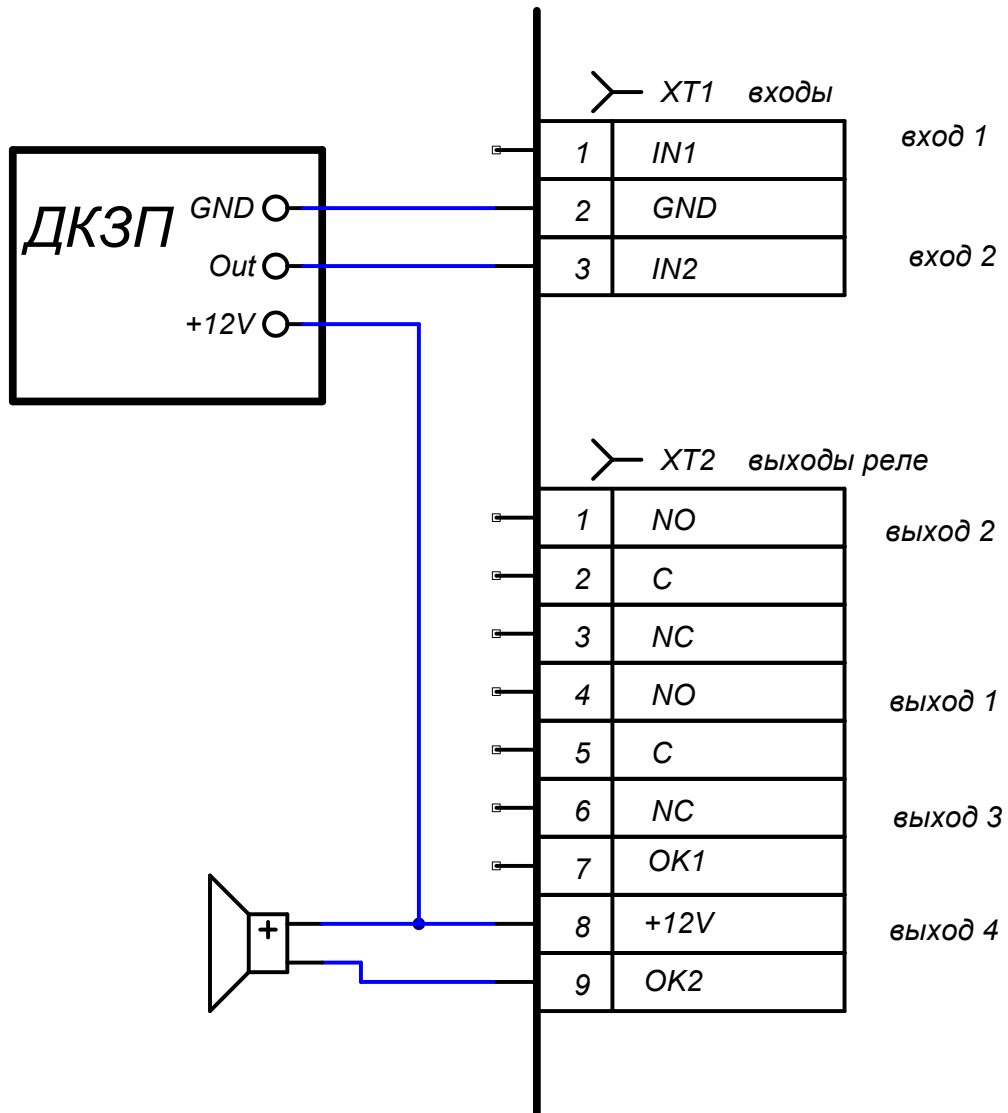 ДКЗП
GND
Out
+12V
XT1 входы
1 IN1
вход 1
2 GND
3 IN2
вход 2
XT2 выходы реле
1 NO
выход 2
2 C
3 NC
4 NO
выход 1
5 C
6 NC
выход 3
7 OK1
8 +12V
выход 4
9 OK2
+